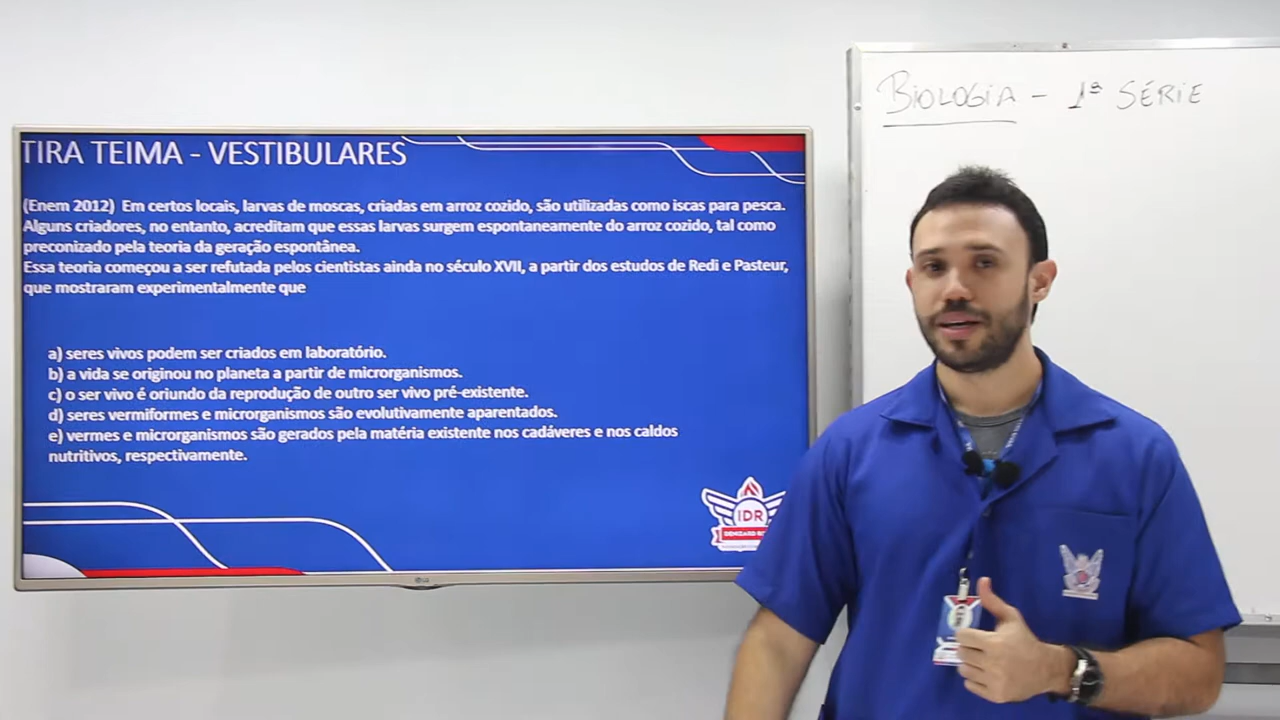 BIOLOGIA - 1ª SÉRIE
TIRA TEIMA - VESTIBULARES
(Enem 2012) Em certos locais, larvas de moscas, criadas em arroz cozido, são utilizadas como iscas para pesca.
Alguns criadores, no entanto, acreditam que essas larvas surgem espontaneamente do arroz cozido, tal como
preconizado pela teoria da geração espontânea.
Essa teoria começou a ser refutada pelos cientistas ainda no século XVII, a partir dos estudos de Redi e Pasteur,
que mostraram experimentalmente que
a) seres vivos podem ser criados em laboratório.
b) a vida se originou no planeta a partir de microrganismos.
c) o ser vivo é oriundo da reprodução de outro ser vivo pré-existente.
d) seres vermiformes e microrganismos são evolutivamente aparentados.
e) vermes e microrganismos são gerados pela matéria existente nos cadáveres e nos caldos
nutritivos, respectivamente.
IDR
LG